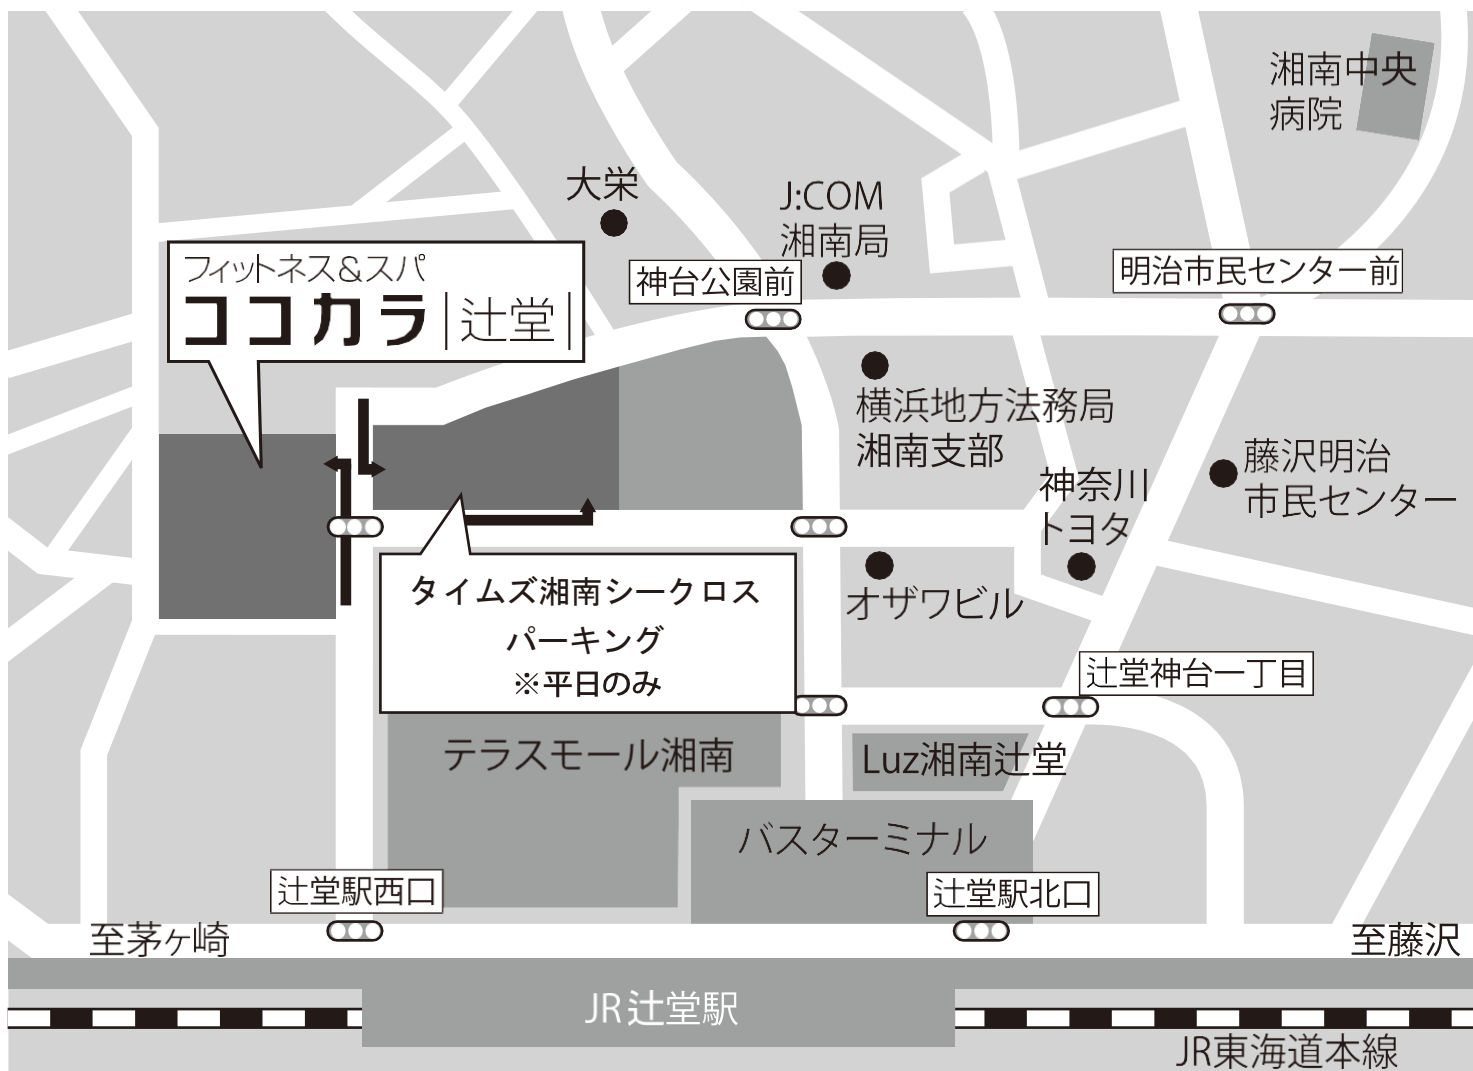 湘南中央
病院
大栄
J:COM
湘南局
フィットネス&スパ
ココカラ 辻堂
神台公園前
明治市民センター前
横浜地方法務局
湘南支部
藤沢明治
市民センター
神奈川
トヨタ
オザワビル
タイムズ湘南シークロス
パーキング
※平日のみ
辻堂神台一丁目
テラスモール湘南
Luz湘南辻堂
バスターミナル
辻堂駅西口
辻堂駅北口
至茅ヶ崎
至藤沢
JR辻堂駅
JR東海道本線